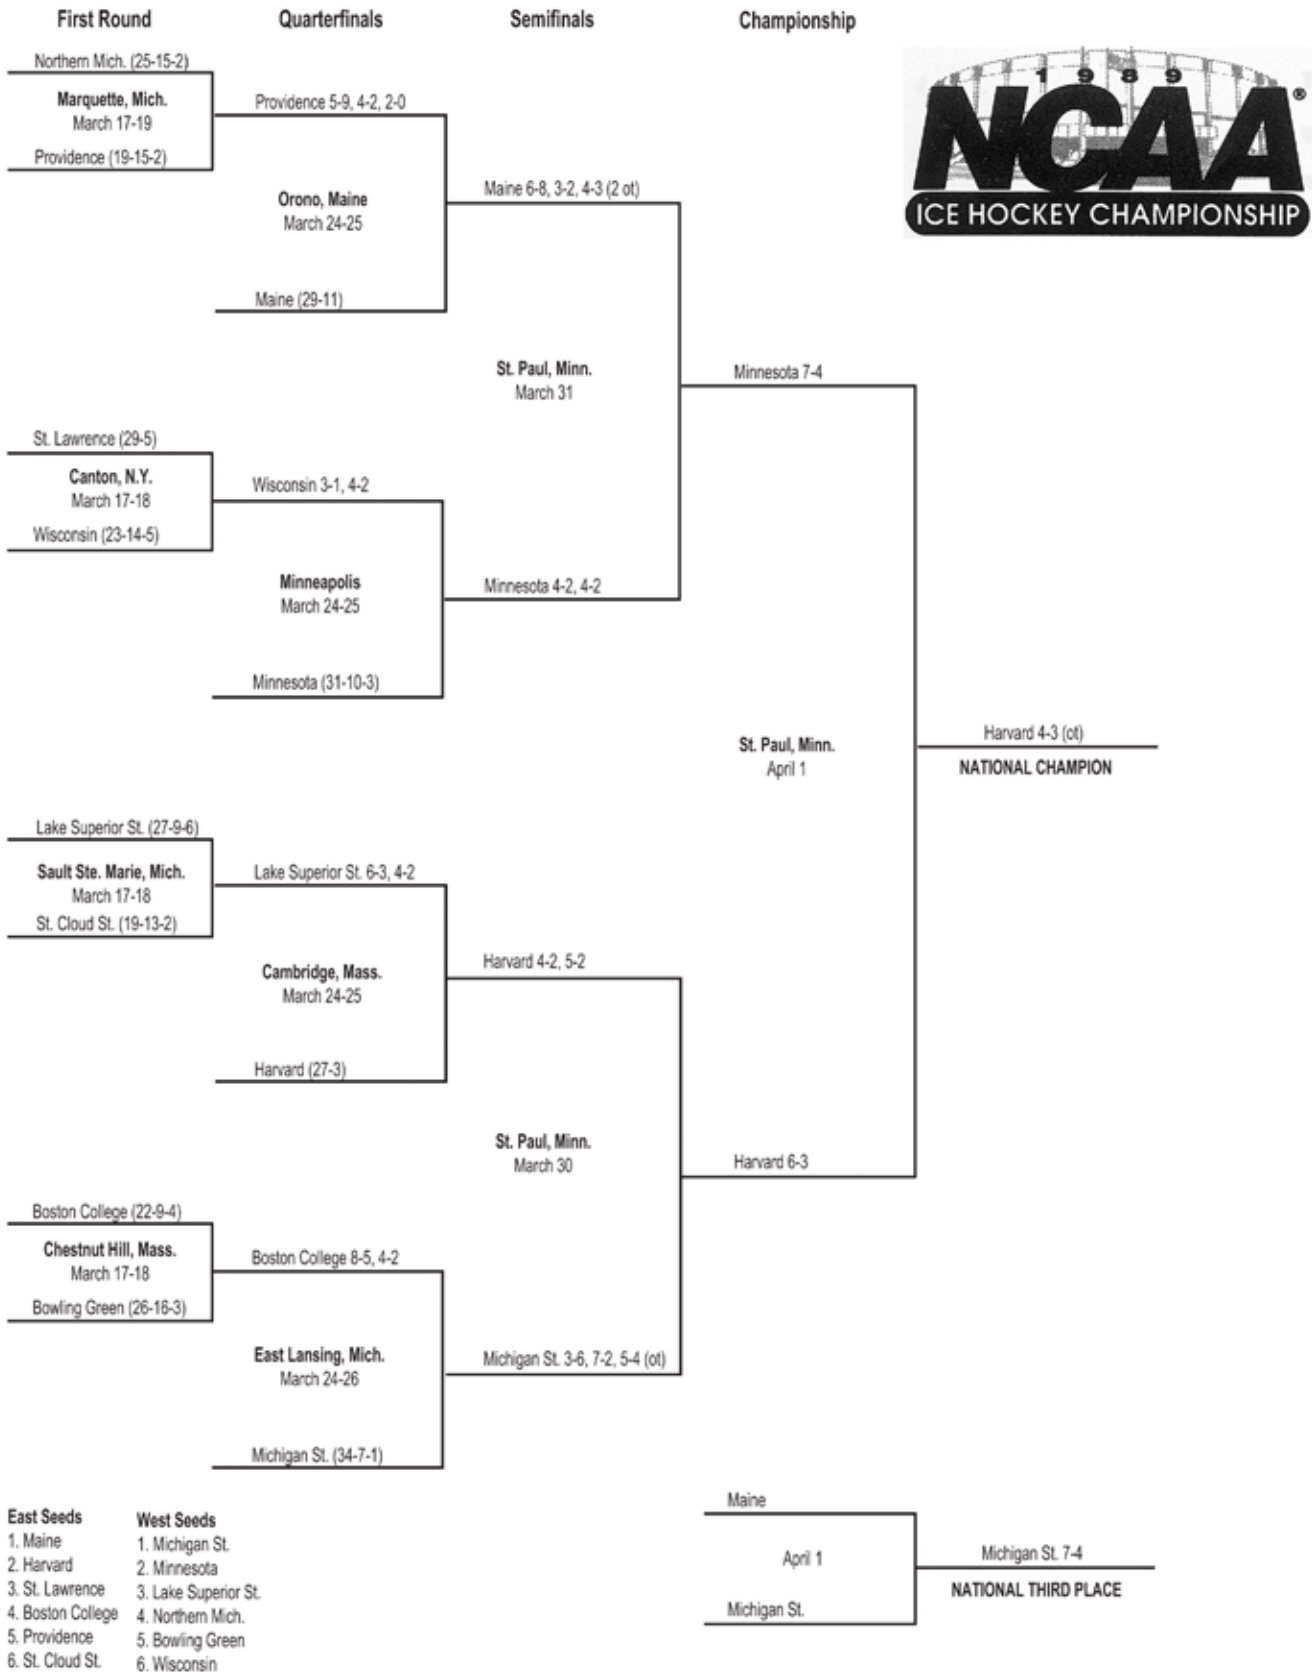 First Round
Quarterfinals
Semifinals
Championship
1989
NCAA®
ICE HOCKEY CHAMPIONSHIP
Northern Mich. (25-15-2)
Marquette, Mich.
March 17-19
Providence (19-15-2)
Providence 5-9, 4-2, 2-0
Orono, Maine
March 24-25
Maine (29-11)
Maine 6-8, 3-2, 4-3 (2 ot)
St. Paul, Minn.
March 31
Minnesota 7-4
St. Lawrence (29-5)
Canton, N.Y.
March 17-18
Wisconsin (23-14-5)
Wisconsin 3-1, 4-2
Minneapolis
March 24-25
Minnesota (31-10-3)
Minnesota 4-2, 4-2
St. Paul, Minn.
April 1
Harvard 4-3 (ot)
NATIONAL CHAMPION
Lake Superior St. (27-9-6)
Sault Ste. Marie, Mich.
March 17-18
St. Cloud St. (19-13-2)
Lake Superior St. 6-3, 4-2
Cambridge, Mass.
March 24-25
Harvard (27-3)
Harvard 4-2, 5-2
St. Paul, Minn.
March 30
Harvard 6-3
Boston College (22-9-4)
Chestnut Hill, Mass.
March 17-18
Bowling Green (26-16-3)
Boston College 8-5, 4-2
East Lansing, Mich.
March 24-26
Michigan St. (34-7-1)
Michigan St. 3-6, 7-2, 5-4 (ot)
East Seeds
1. Maine
2. Harvard
3. St. Lawrence
4. Boston College
5. Providence
6. St. Cloud St.
West Seeds
1. Michigan St.
2. Minnesota
3. Lake Superior St.
4. Northern Mich.
5. Bowling Green
6. Wisconsin
Maine
April 1
Michigan St.
Michigan St. 7-4
NATIONAL THIRD PLACE